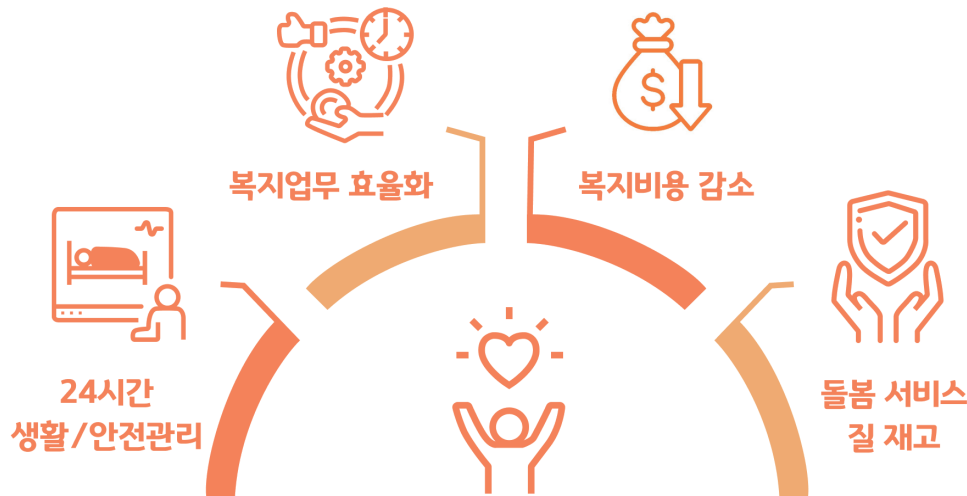 복지업무 효율화
복지비용 감소
24시간
생활/안전관리
돌봄 서비스
질 재고